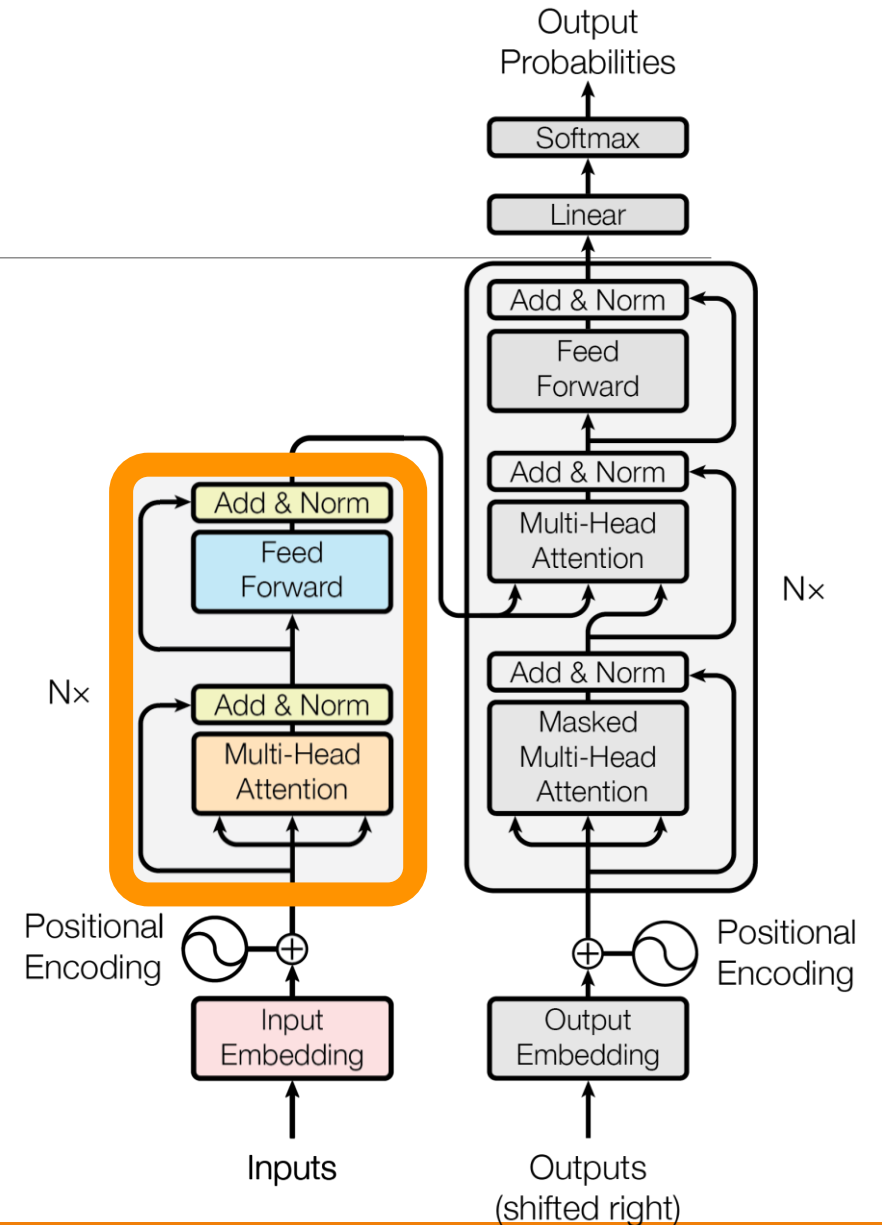 Output
Probabilities
Softmax
Linear
Add & Norm
Feed
Forward
Add & Norm
Multi-Head
Attention
N×
Add & Norm
Masked
Multi-Head
Attention
Add & Norm
Feed
Forward
N×
Add & Norm
Multi-Head
Attention
Positional
Encoding
Positional
Encoding
Input
Embedding
Output
Embedding
Inputs
Outputs
(shifted right)